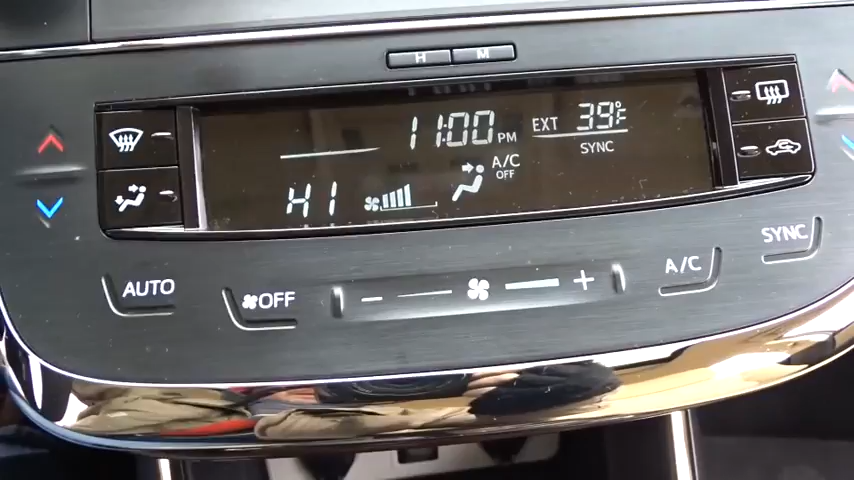 H M
11:00 PM EXT 39°F
SYNC
A/C
OFF
HI
AUTO OFF - + A/C SYNC